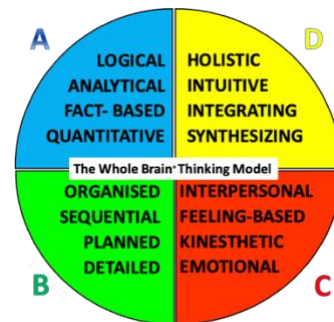 A
LOGICAL
ANALYTICAL
FACT- BASED
QUANTITATIVE
D
HOLISTIC
INTUITIVE
INTEGRATING
SYNTHESIZING
The Whole Brain® Thinking Model
ORGANISED
SEQUENTIAL
PLANNED
DETAILED
B
INTERPERSONAL
FEELING-BASED
KINESTHETIC
EMOTIONAL
C